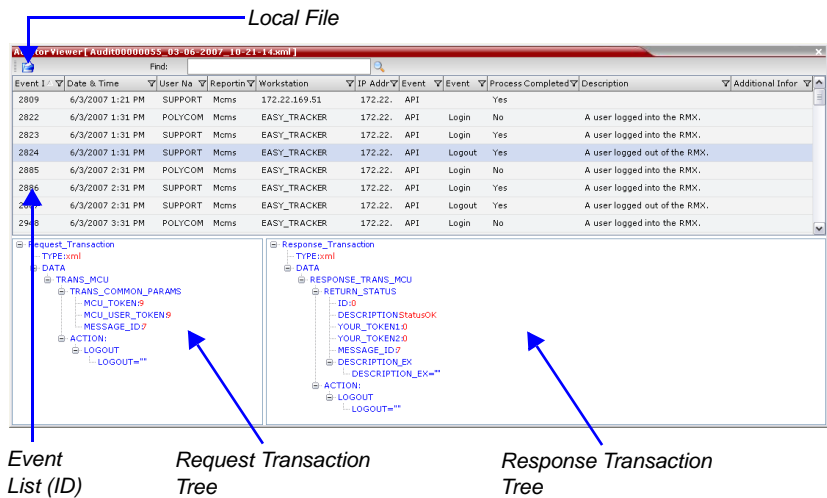 Local File
Auditor Viewer [ Audit00000055_03-06-2007_10-21-14.xml ]
Find:
Event I Date & Time User Na Reportin Workstation IP Addr Event Event Process Completed Description Additional Infor
2809 6/3/2007 1:21 PM SUPPORT Mcms 172.22.169.51 172.22. API Yes
2822 6/3/2007 1:31 PM POLYCOM Mcms EASY_TRACKER 172.22. API Login No A user logged into the RMX.
2823 6/3/2007 1:31 PM SUPPORT Mcms EASY_TRACKER 172.22. API Login Yes A user logged into the RMX.
2824 6/3/2007 1:31 PM SUPPORT Mcms EASY_TRACKER 172.22. API Logout Yes A user logged out of the RMX.
2885 6/3/2007 2:31 PM POLYCOM Mcms EASY_TRACKER 172.22. API Login No A user logged into the RMX.
2886 6/3/2007 2:31 PM SUPPORT Mcms EASY_TRACKER 172.22. API Login Yes A user logged into the RMX.
6/3/2007 2:31 PM SUPPORT Mcms EASY_TRACKER 172.22. API Logout Yes A user logged out of the RMX.
2948 6/3/2007 3:31 PM POLYCOM Mcms EASY_TRACKER 172.22. API Login No A user logged into the RMX.
Request_Transaction
TYPE:xml
DATA
TRANS_MCU
TRANS_COMMON_PARAMS
MCU_TOKEN:9
MCU_USER_TOKEN:9
MESSAGE_ID:7
ACTION:
LOGOUT
LOGOUT=""
Response_Transaction
TYPE:xml
DATA
RESPONSE_TRANS_MCU
RETURN_STATUS
ID:0
DESCRIPTION:StatusOK
YOUR_TOKEN1:0
YOUR_TOKEN2:0
MESSAGE_ID:7
DESCRIPTION_EX
DESCRIPTION_EX=""
ACTION:
LOGOUT
LOGOUT=""
Event
List (ID)
Request Transaction
Tree
Response Transaction
Tree